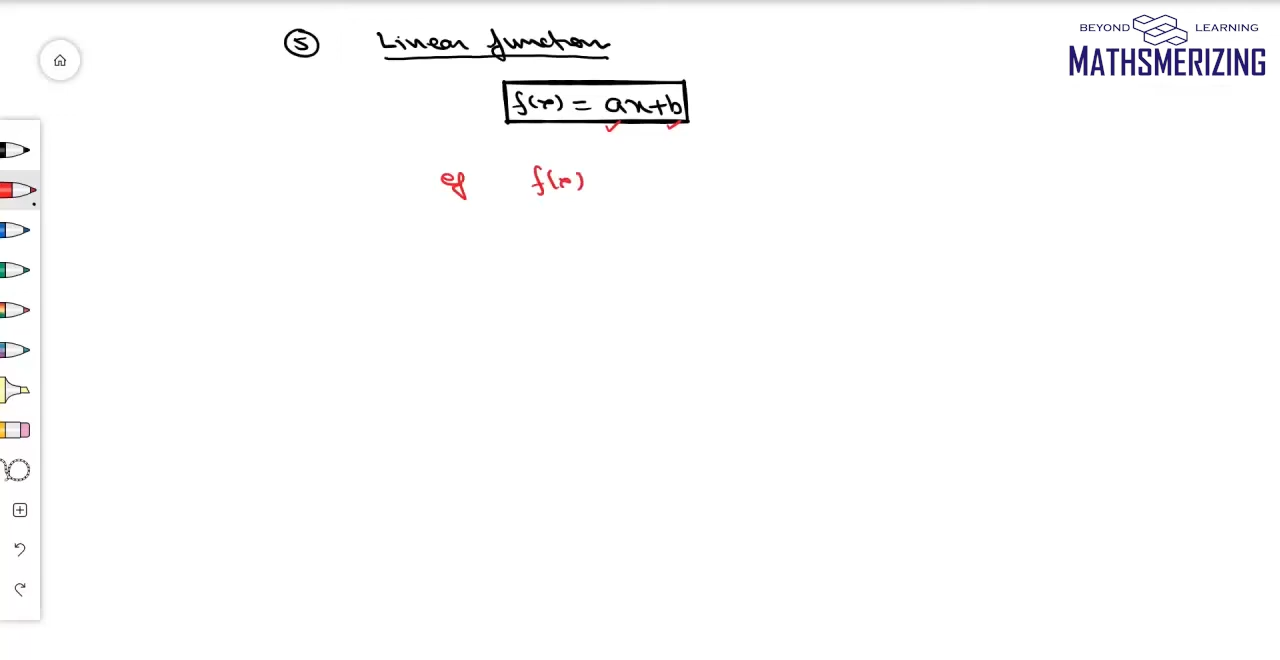 ⑤ Linear function
BEYOND LEARNING
MATHSMERIZING
f(x) = ax+b
eg f(x)